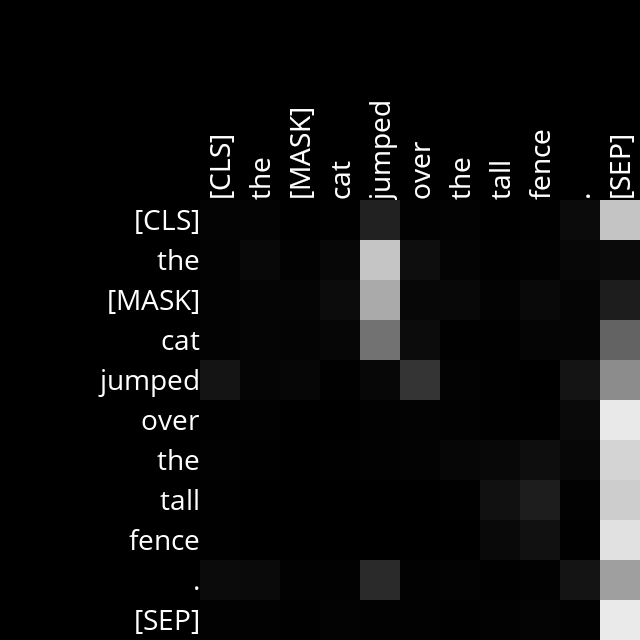 [CLS] the [MASK] cat jumped over the tall fence . [SEP]
[CLS]
the
[MASK]
cat
jumped
over
the
tall
fence
.
[SEP]